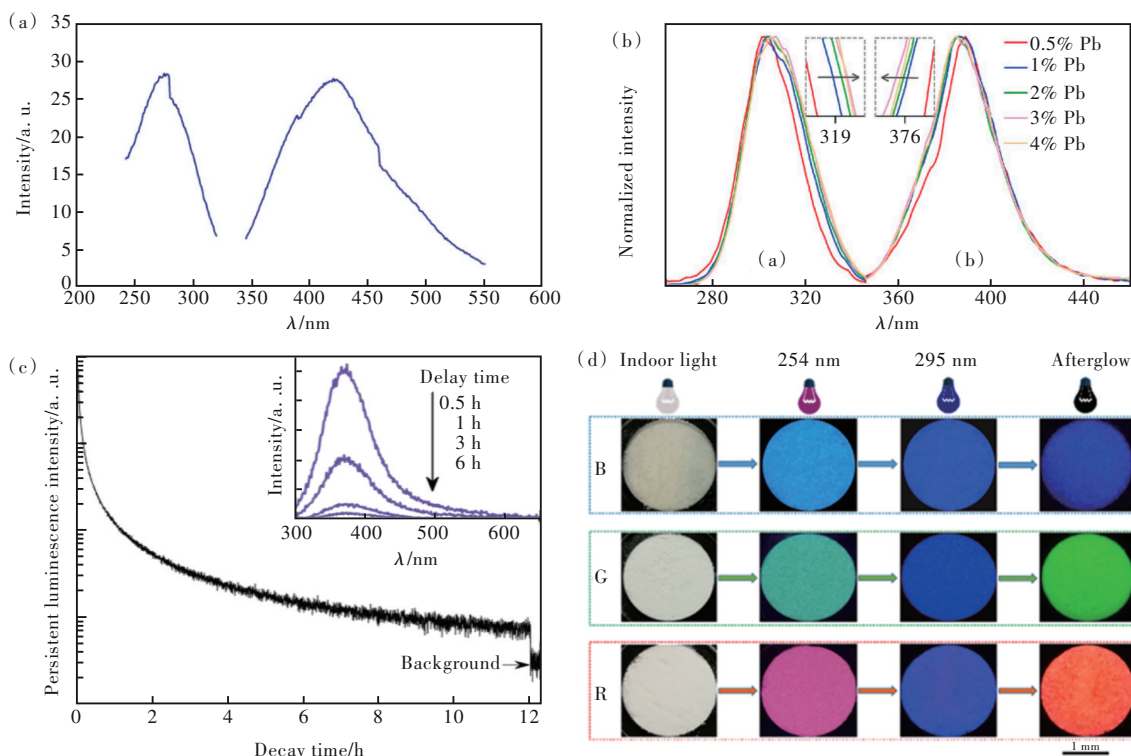 (a)
35
30
25
20
15
10
5
0
Intensity/a. u.
200 250 300 350 400 450 500 550 600
λ/nm
(b)
Normalized intensity
319
376
0.5% Pb
1% Pb
2% Pb
3% Pb
4% Pb
(a)
(b)
280 320 360 400 440
λ/nm
(c)
Persistent luminescence intensity/a. .u.
Intensity/a. .u.
Delay time
0.5 h
1 h
3 h
6 h
300 400 500 600
λ/nm
Background
0 2 4 6 8 10 12
Decay time/h
(d)
Indoor light 254 nm 295 nm Afterglow
B
G
R
1 mm